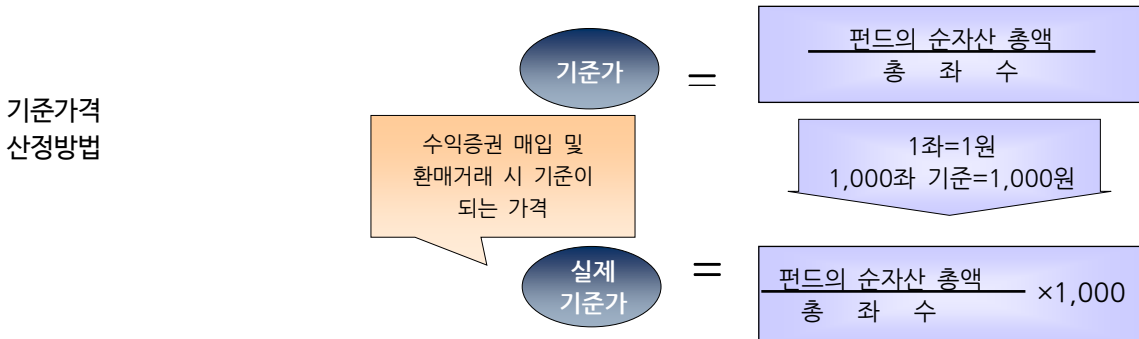 기준가격
산정방법
기준가
=
펀드의 순자산 총액
총 좌 수
수익증권 매입 및
환매거래 시 기준이
되는 가격
1좌=1원
1,000좌 기준=1,000원
실제
기준가
=
펀드의 순자산 총액
총 좌 수
×1,000